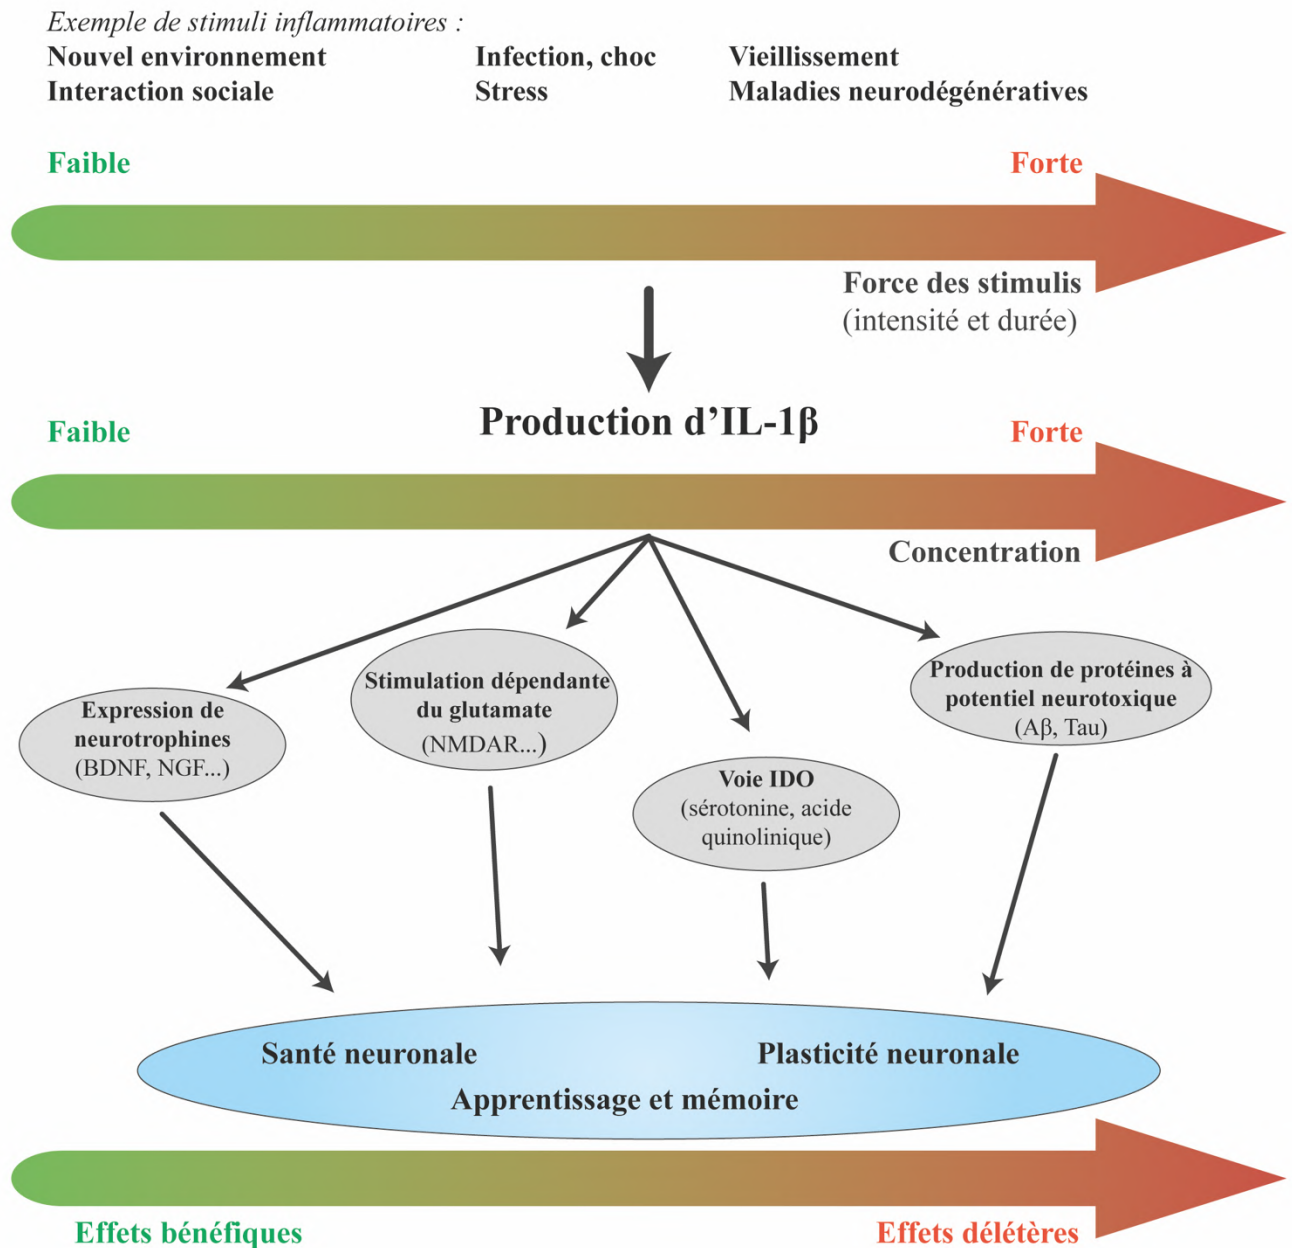 Exemple de stimuli inflammatoires :
Nouvel environnement Infection, choc Vieillissement
Interaction sociale Stress Maladies neurodégénératives
Faible Forte
Force des stimulis
(intensité et durée)
Production d'IL-1β
Faible Forte
Concentration
Expression de
neurotrophines
(BDNF, NGF...)
Stimulation dépendante
du glutamate
(NMDAR...)
Voie IDO
(sérotonine, acide
quinolinique)
Production de protéines à
potentiel neurotoxique
(Aβ, Tau)
Santé neuronale Plasticité neuronale
Apprentissage et mémoire
Effets bénéfiques Effets délétères